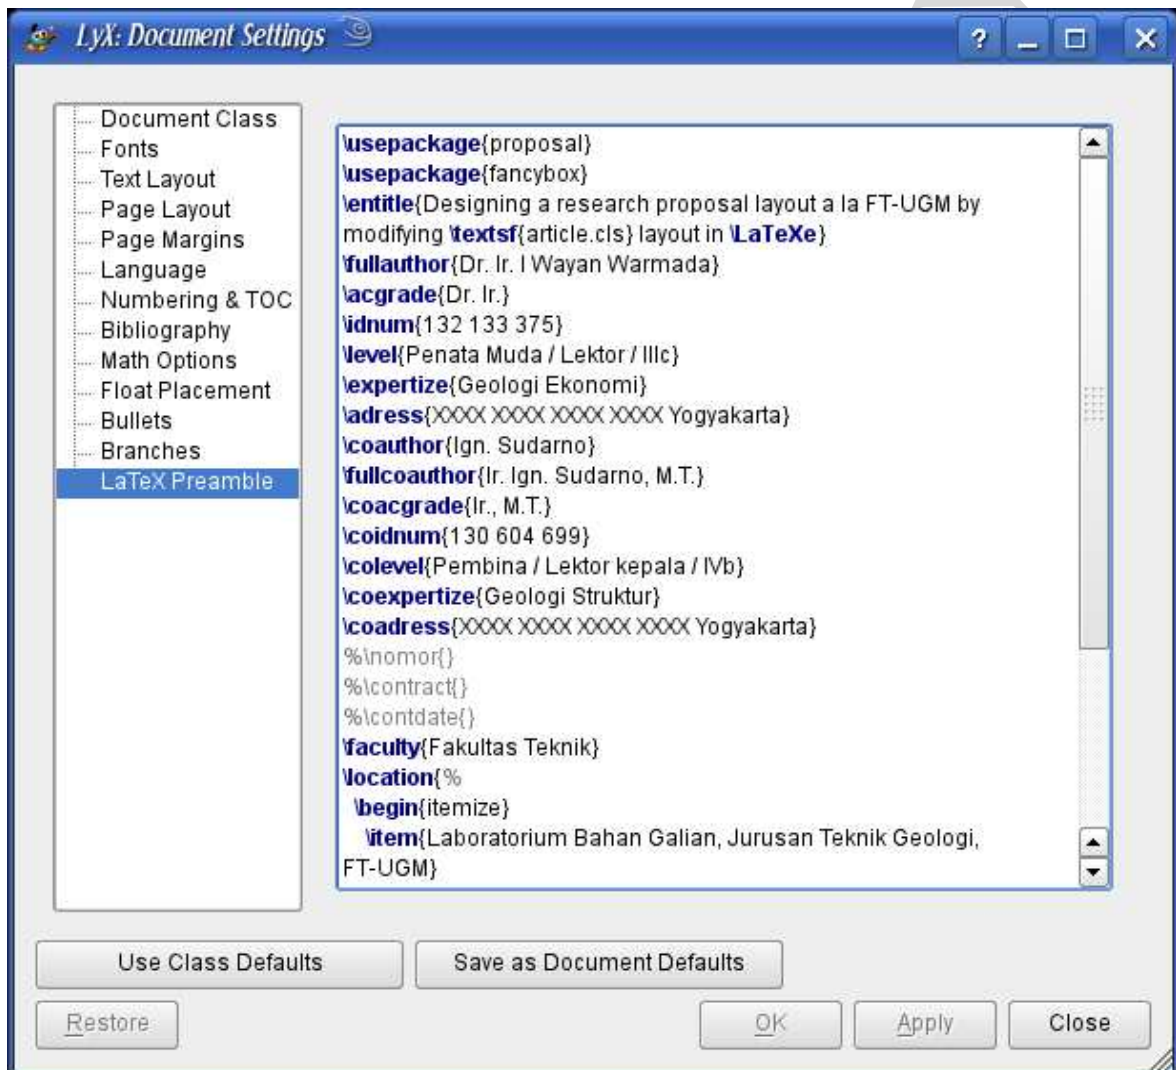 LyX: Document Settings
?
Document Class
Fonts
Text Layout
Page Layout
Page Margins
Language
Numbering & TOC
Bibliography
Math Options
Float Placement
Bullets
Branches
LaTeX Preamble
\usepackage{proposal}
\usepackage{fancybox}
\entitle{Designing a research proposal layout a la FT-UGM by
modifying \textsf{article.cls} layout in \LaTeXe}
\fullauthor{Dr. Ir. I Wayan Warmada}
\acgrade{Dr. Ir.}
\idnum{132 133 375}
\level{Penata Muda / Lektor / IIIc}
\expertize{Geologi Ekonomi}
\adress{XXXX XXXX XXXX XXXX Yogyakarta}
\coauthor{Ign. Sudarno}
\fullcoauthor{Ir. Ign. Sudarno, M.T.}
\coacgrade{Ir., M.T.}
\coidnum{130 604 699}
\colevel{Pembina / Lektor kepala / IVb}
\coexpertize{Geologi Struktur}
\coadress{XXXX XXXX XXXX XXXX Yogyakarta}
%\nomor{}
%\contract{}
%\contdate{}
\faculty{Fakultas Teknik}
\location{%
\begin{itemize}
\item{Laboratorium Bahan Galian, Jurusan Teknik Geologi,
FT-UGM}
Use Class Defaults
Save as Document Defaults
Restore
OK
Apply
Close